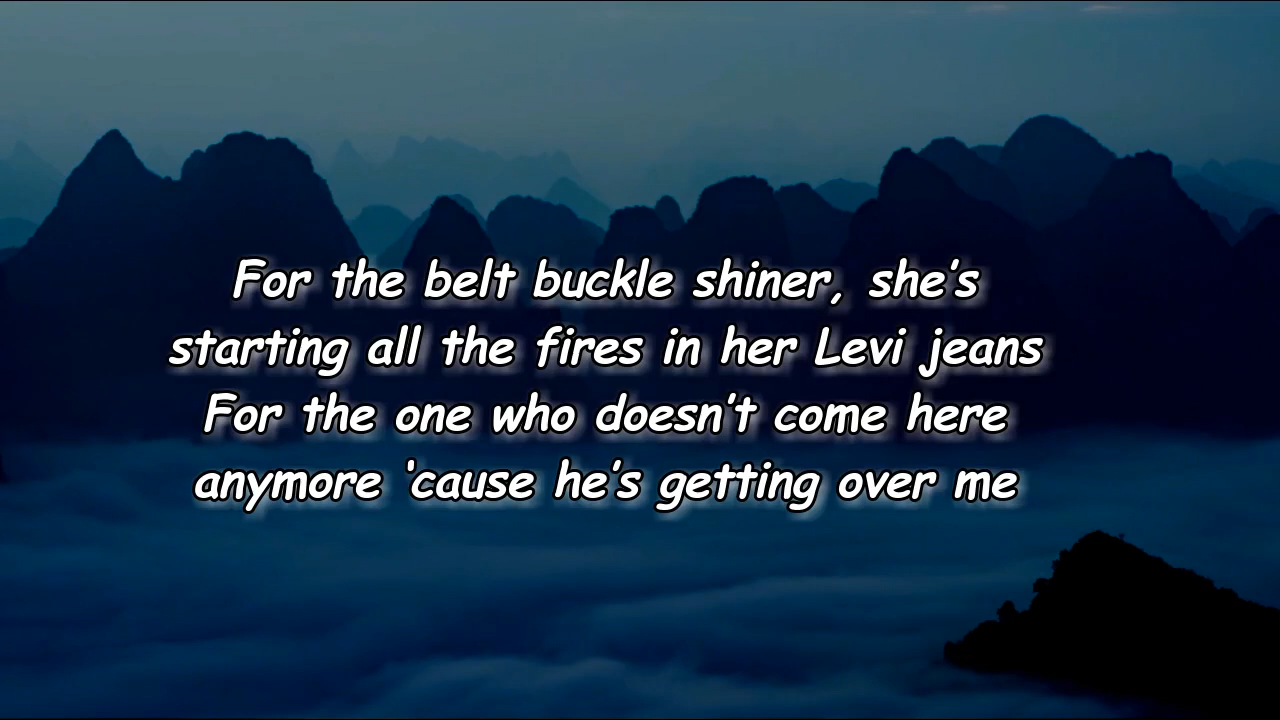 For the belt buckle shiner, she's
starting all the fires in her Levi jeans
For the one who doesn't come here
anymore ‘cause he's getting over me